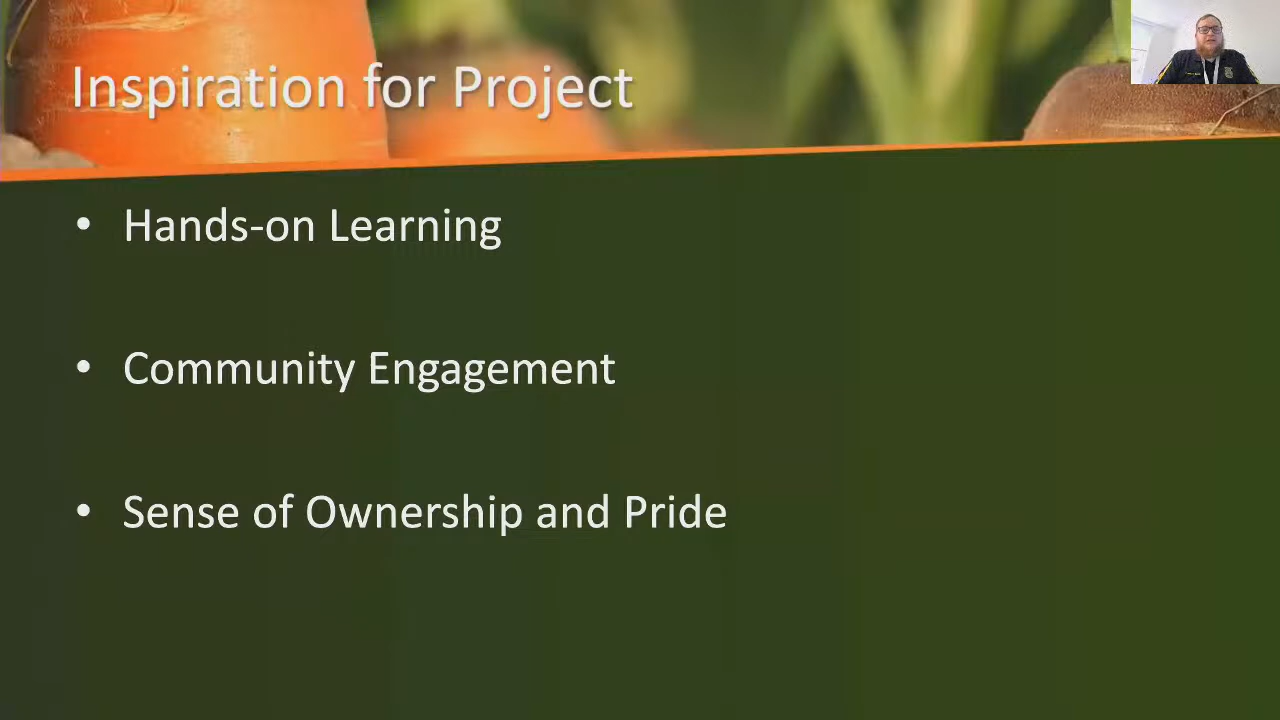 Inspiration for Project
• Hands-on Learning
• Community Engagement
• Sense of Ownership and Pride